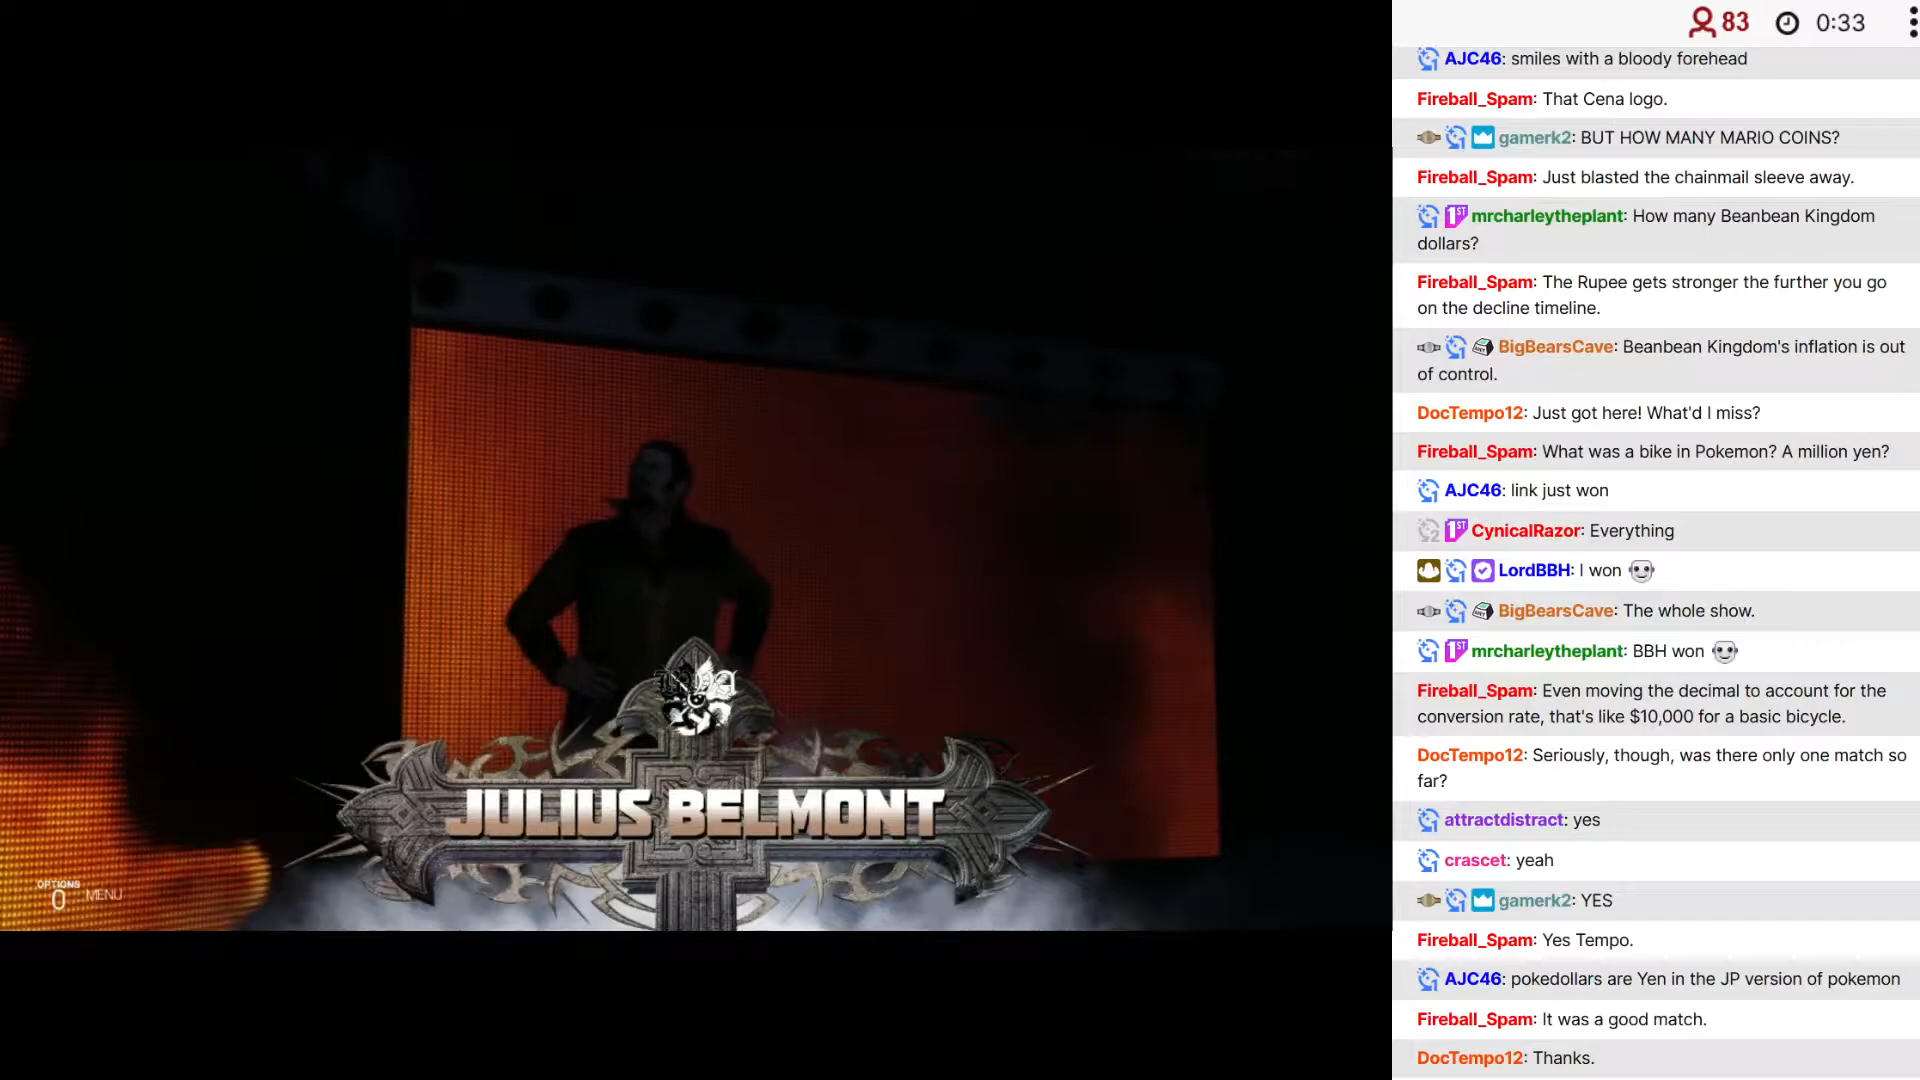 83 0:33
AJC46: smiles with a bloody forehead
Fireball_Spam: That Cena logo.
gamerk2: BUT HOW MANY MARIO COINS?
Fireball_Spam: Just blasted the chainmail sleeve away.
mrcharleytheplant: How many Beanbean Kingdom
dollars?
Fireball_Spam: The Rupee gets stronger the further you go
on the decline timeline.
BigBearsCave: Beanbean Kingdom's inflation is out
of control.
DocTempo12: Just got here! What'd I miss?
Fireball_Spam: What was a bike in Pokemon? A million yen?
AJC46: link just won
CynicalRazor: Everything
LordBBH: I won
BigBearsCave: The whole show.
mrcharleytheplant: BBH won
Fireball_Spam: Even moving the decimal to account for the
conversion rate, that's like $10,000 for a basic bicycle.
DocTempo12: Seriously, though, was there only one match so
far?
attractdistract: yes
crascet: yeah
gamerk2: YES
Fireball_Spam: Yes Tempo.
AJC46: pokedollars are Yen in the JP version of pokemon
Fireball_Spam: It was a good match.
DocTempo12: Thanks.
JULIUS BELMONT
OPTIONS
MENU